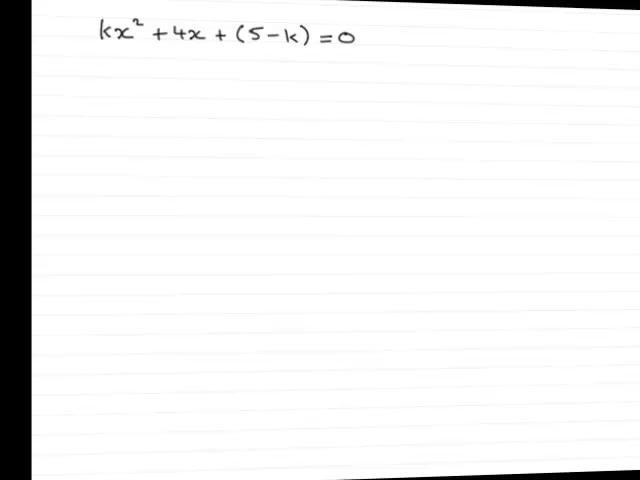 kx² + 4x + (5 - k) = 0